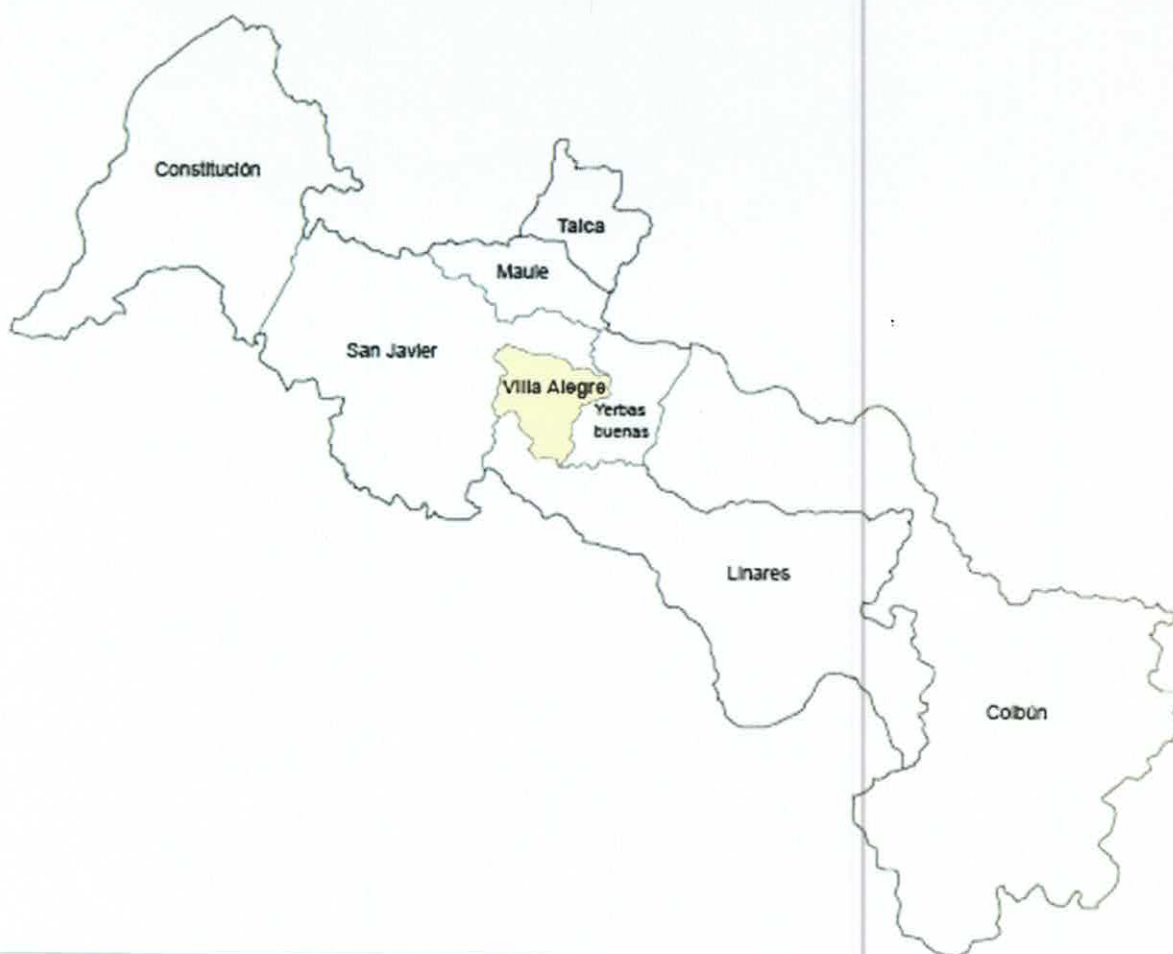 Constitución
Talca
Maule
San Javier
Villa Alegre
Yerbas
buenas
Linares
Colbún